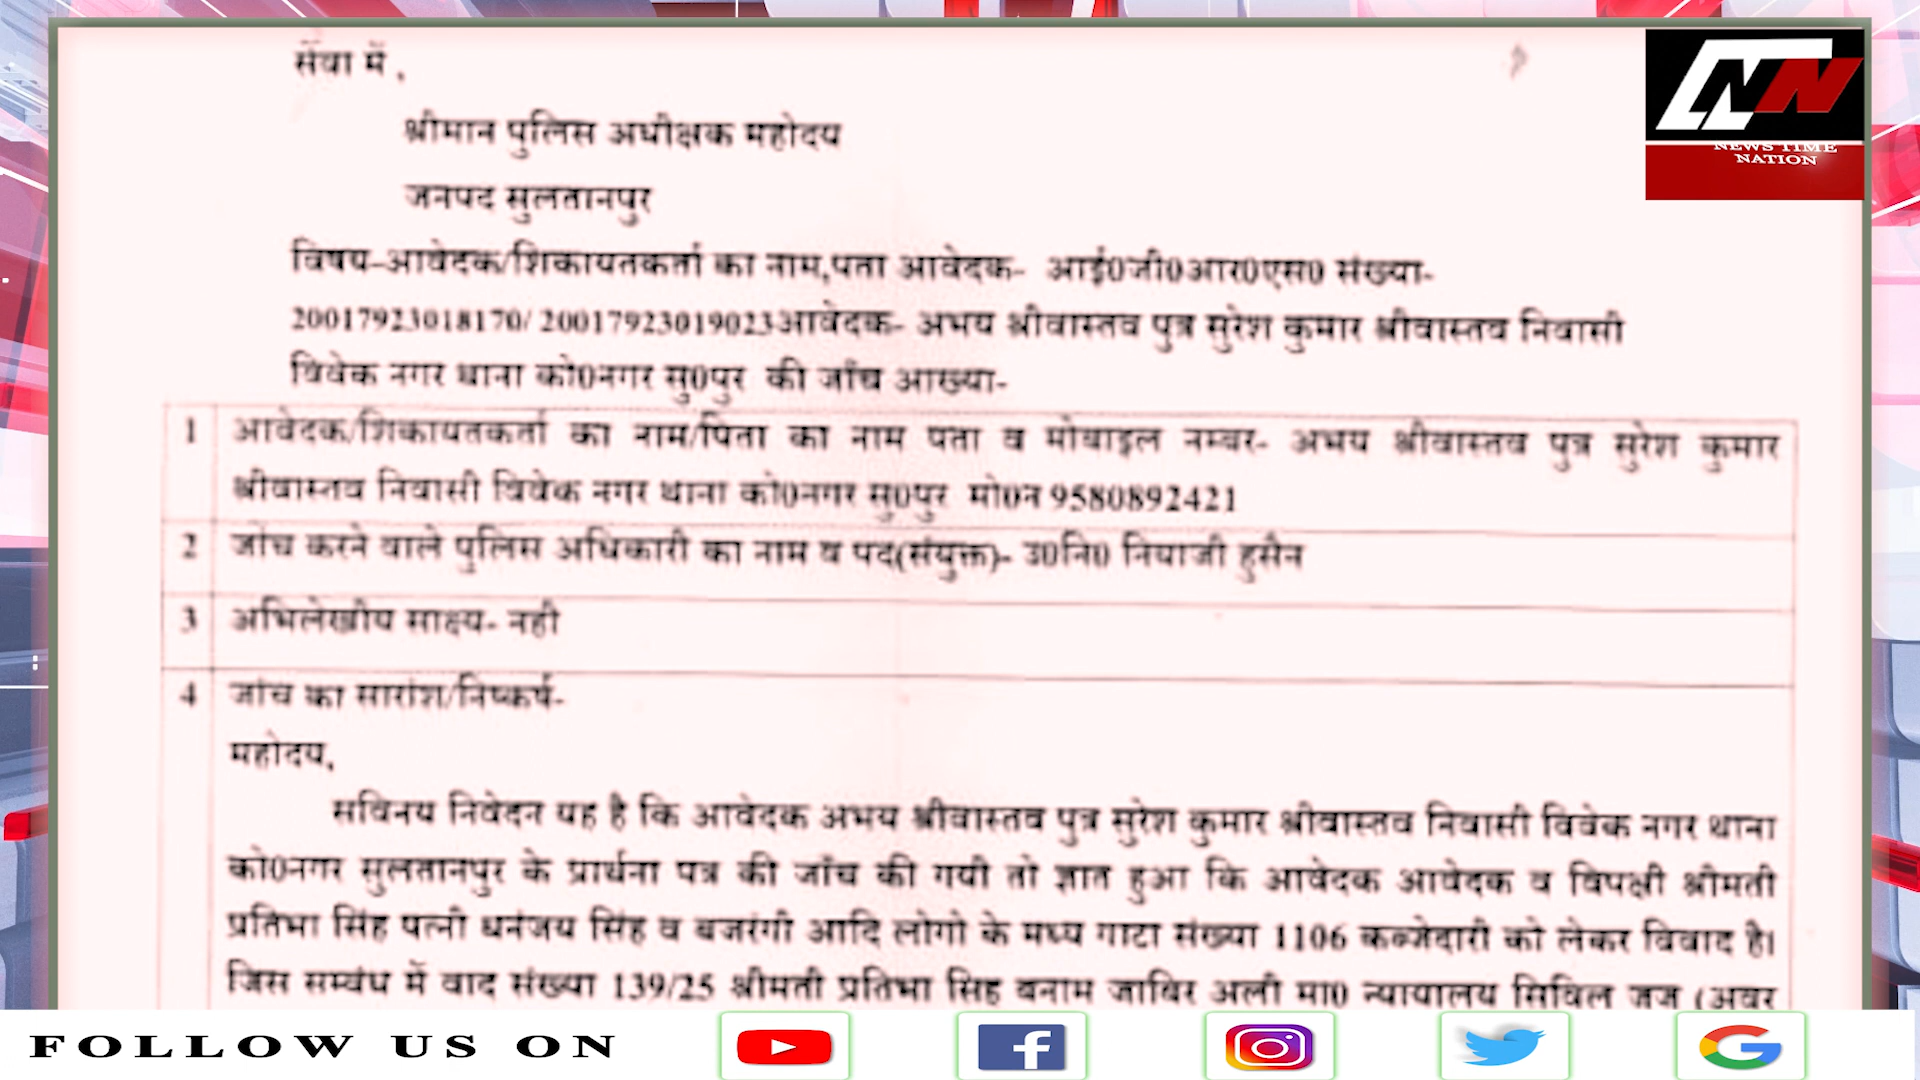 सेवा में ,
श्रीमान पुलिस अधीक्षक महोदय
जनपद सुलतानपुर
विषय-आवेदक/शिकायतकर्ता का नाम,पता आवेदक- आई0जी0आर0एस0 संख्या-
20017923018170/ 20017923019023आवेदक- अभय श्रीवास्तव पुत्र सुरेश कुमार श्रीवास्तव निवासी
विवेक नगर थाना को0नगर सु0पुर की जाँच आख्या-
1 आवेदक/शिकायतकर्ता का नाम/पिता का नाम पता व मोबाइल नम्बर- अभय श्रीवास्तव पुत्र सुरेश कुमार
श्रीवास्तव निवासी विवेक नगर थाना को0नगर सु0पुर मो0न 9580892421
2 जांच करने वाले पुलिस अधिकारी का नाम व पद(संयुक्त)- उ0नि0 नियाजी हुसैन
3 अभिलेखीय साक्ष्य- नही
4 जांच का सारांश/निष्कर्ष-
महोदय,
सविनय निवेदन यह है कि आवेदक अभय श्रीवास्तव पुत्र सुरेश कुमार श्रीवास्तव निवासी विवेक नगर थाना
को0नगर सुलतानपुर के प्रार्थना पत्र की जाँच की गयी तो ज्ञात हुआ कि आवेदक आवेदक व विपक्षी श्रीमती
प्रतिभा सिंह पत्नी धनंजय सिंह व बजरंगी आदि लोगो के मध्य गाटा संख्या 1106 कब्जेदारी को लेकर विवाद है।
जिस सम्बंध में वाद संख्या 139/25 श्रीमती प्रतिभा सिंह बनाम जाबिर अली मा0 न्यायालय सिविल जज (अवर
NN
NEWS TIME
NATION
FOLLOW US ON